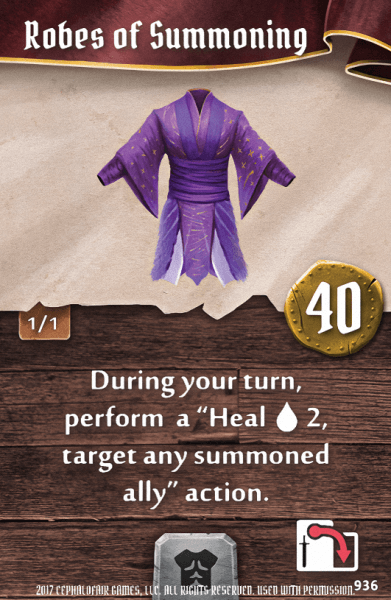 Robes of Summoning
40
1/1
During your turn,
perform a “Heal 2,
target any summoned
ally” action.
2017 CEPHALOFAIR GAMES, LLC. ALL RIGHTS RESERVED. USED WITH PERMISSION.
936